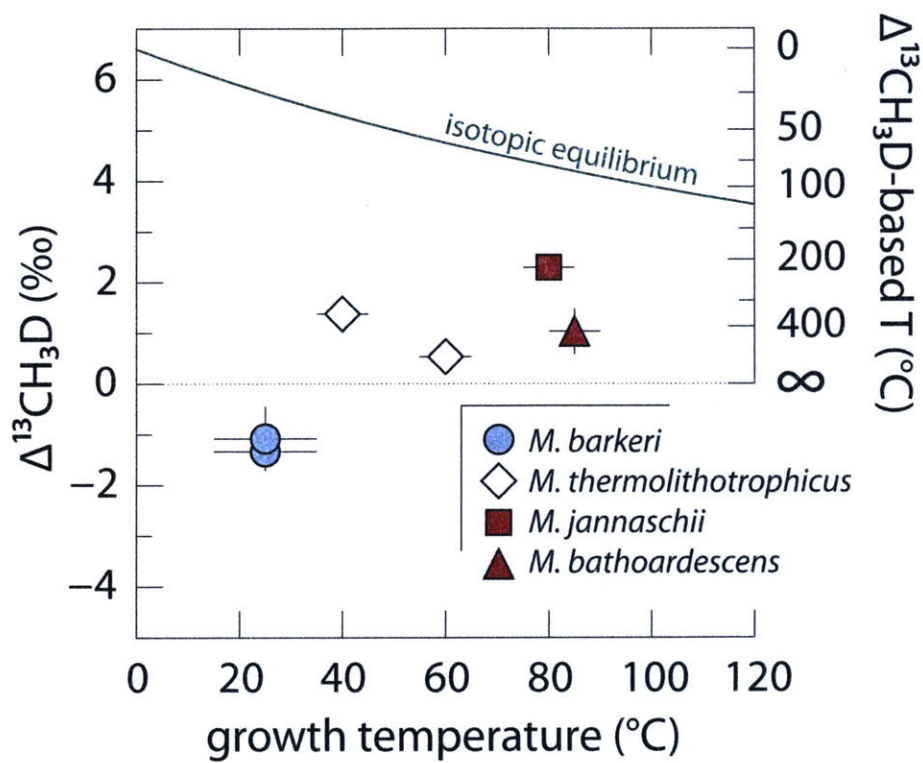 Δ¹³CH₃D (‰)
6
4
2
0
−2
−4
isotopic equilibrium
0
50
100
200
400
∞
Δ¹³CH₃D-based T (°C)
M. barkeri
M. thermolithotrophicus
M. jannaschii
M. bathoardescens
0 20 40 60 80 100 120
growth temperature (°C)